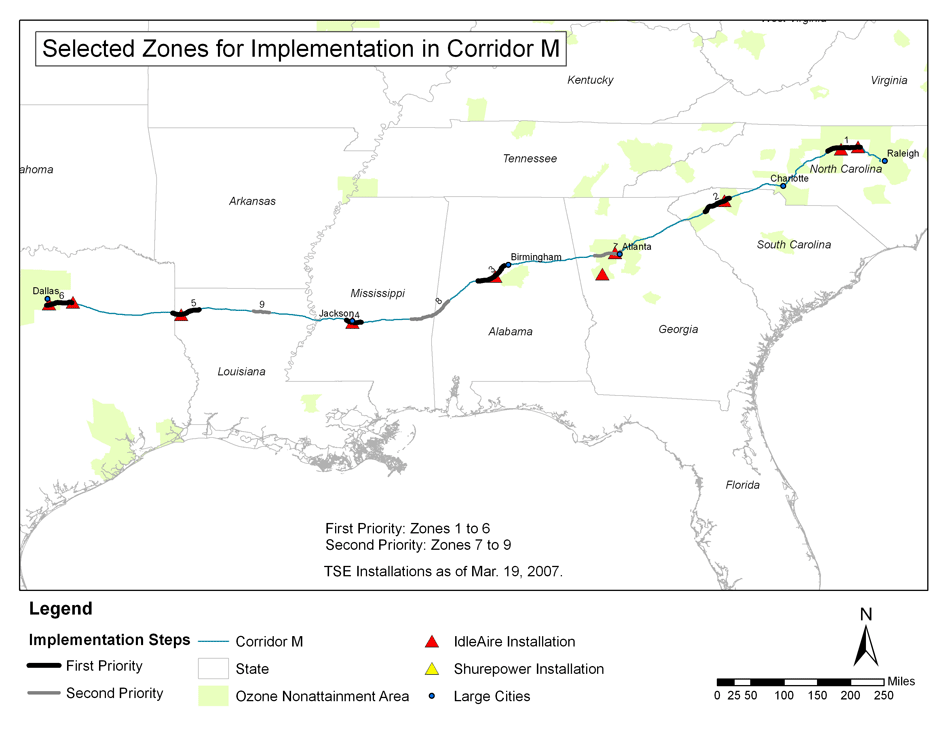 West Virginia
Selected Zones for Implementation in Corridor M
Kentucky
Virginia
1
Raleigh
Tennessee
North Carolina
ahoma
Charlotte
Arkansas
2
South Carolina
7 Atlanta
Birmingham
3
Dallas
6
Mississippi
5
9
8
Jackson 4
Alabama
Georgia
Louisiana
Florida
First Priority: Zones 1 to 6
Second Priority: Zones 7 to 9
TSE Installations as of Mar. 19, 2007.
Legend
Implementation Steps
First Priority
Second Priority
Corridor M
State
Ozone Nonattainment Area
IdleAire Installation
Shurepower Installation
Large Cities
N
Miles
0 25 50 100 150 200 250